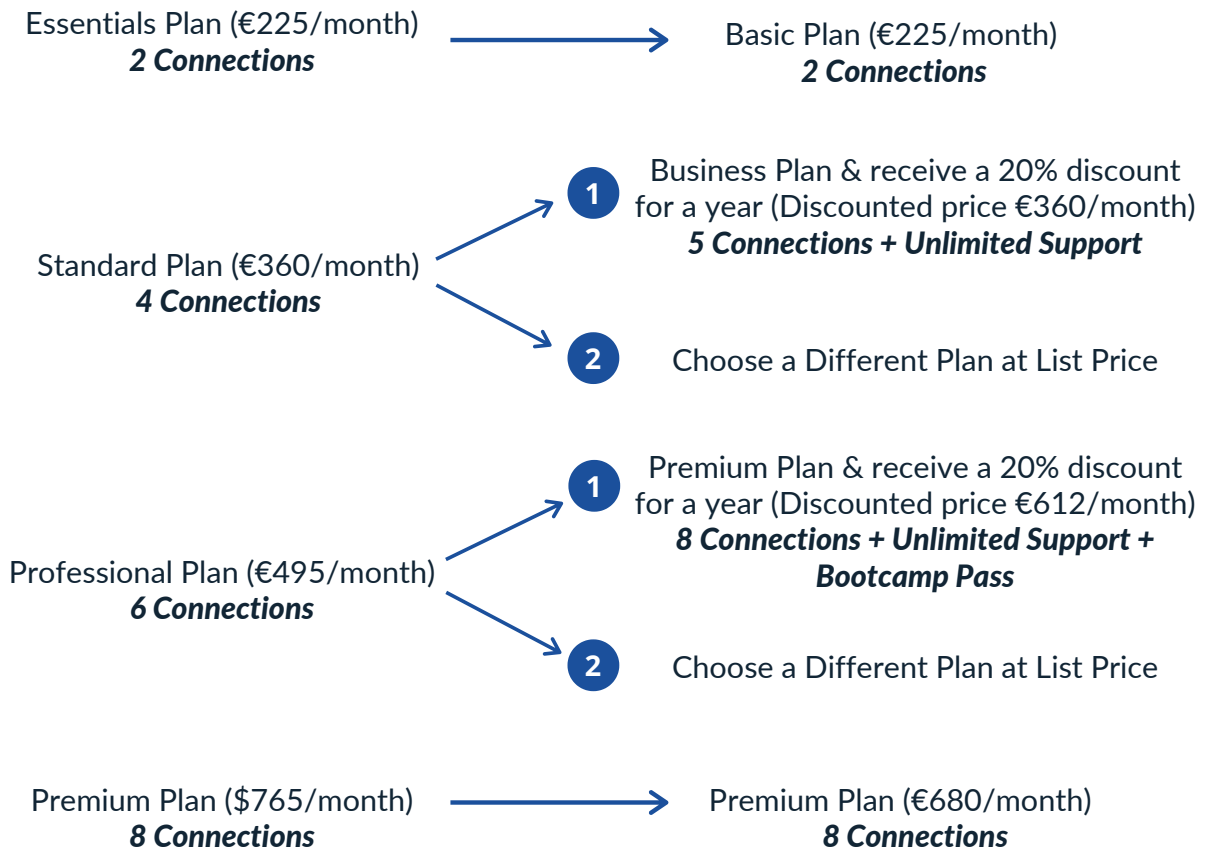 Essentials Plan (€225/month)
2 Connections
Basic Plan (€225/month)
2 Connections
Standard Plan (€360/month)
4 Connections
1
Business Plan & receive a 20% discount
for a year (Discounted price €360/month)
5 Connections + Unlimited Support
2
Choose a Different Plan at List Price
Professional Plan (€495/month)
6 Connections
1
Premium Plan & receive a 20% discount
for a year (Discounted price €612/month)
8 Connections + Unlimited Support +
Bootcamp Pass
2
Choose a Different Plan at List Price
Premium Plan ($765/month)
8 Connections
Premium Plan (€680/month)
8 Connections